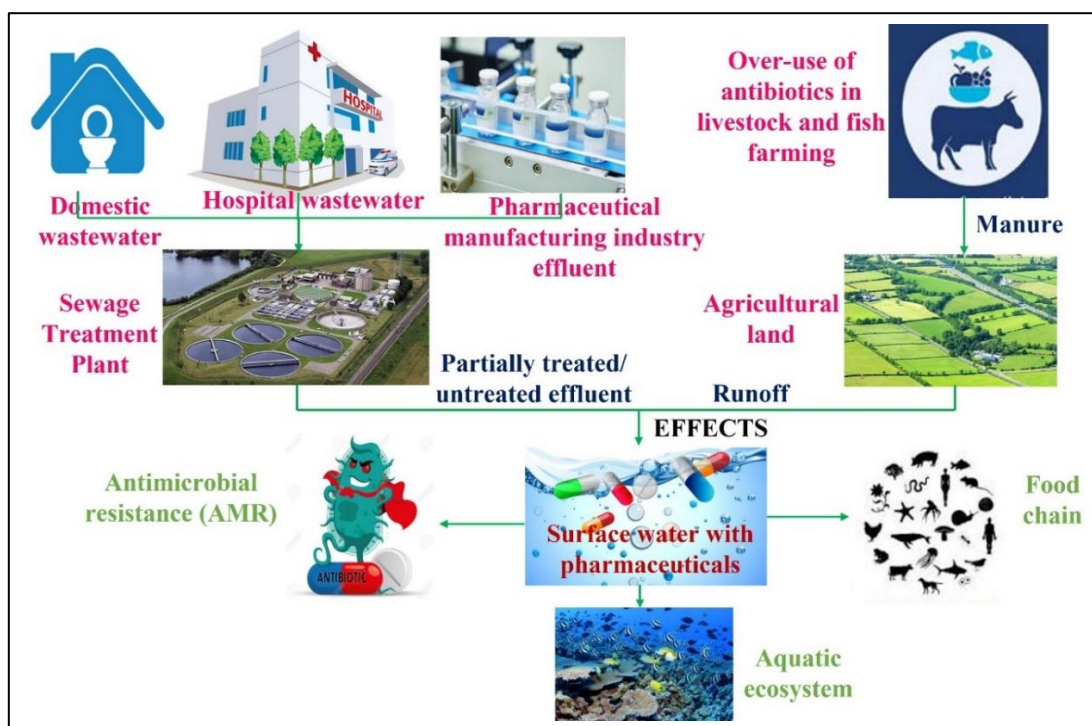 HOSPITAL
Over-use of
antibiotics in
livestock and fish
farming
Domestic
wastewater
Hospital wastewater
Pharmaceutical
manufacturing industry
effluent
Manure
Sewage
Treatment
Plant
Agricultural
land
Partially treated/
untreated effluent
Runoff
EFFECTS
Antimicrobial
resistance (AMR)
ANTIBIOTIC
Surface water with
pharmaceuticals
Food
chain
Aquatic
ecosystem